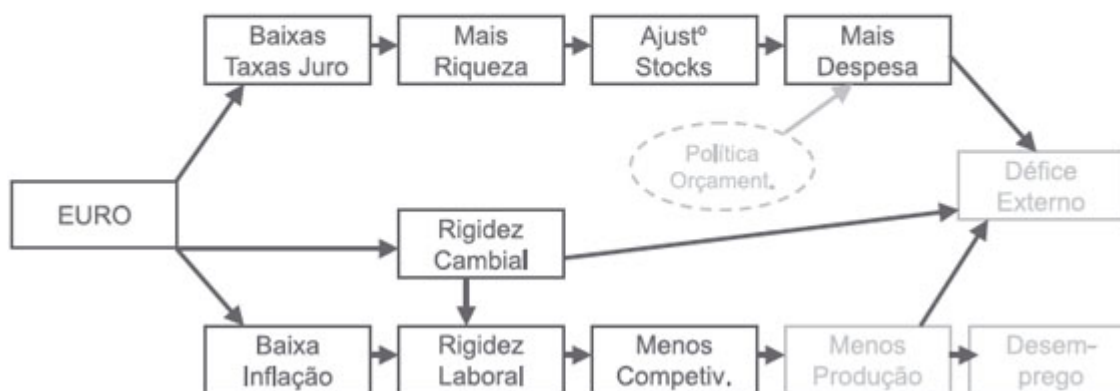 Baixas
Taxas Juro
Mais
Riqueza
Ajustº
Stocks
Mais
Despesa
Política
Orçament.
Défice
Externo
EURO
Rigidez
Cambial
Baixa
Inflação
Rigidez
Laboral
Menos
Competiv.
Menos
Produção
Desem-
prego